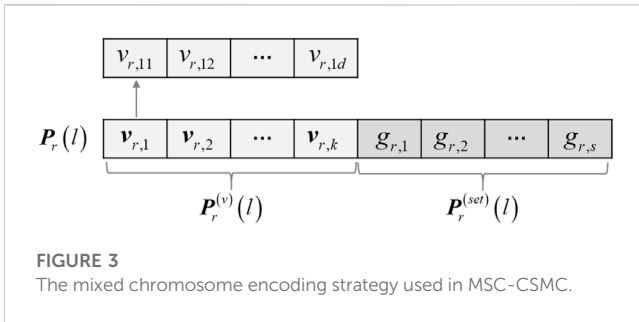 v_{r,11} v_{r,12} ⋯ v_{r,1d}
P_r(l) v_{r,1} v_{r,2} ⋯ v_{r,k} g_{r,1} g_{r,2} ⋯ g_{r,s}
P_r^{(v)}(l) P_r^{(set)}(l)
FIGURE 3
The mixed chromosome encoding strategy used in MSC-CSMC.